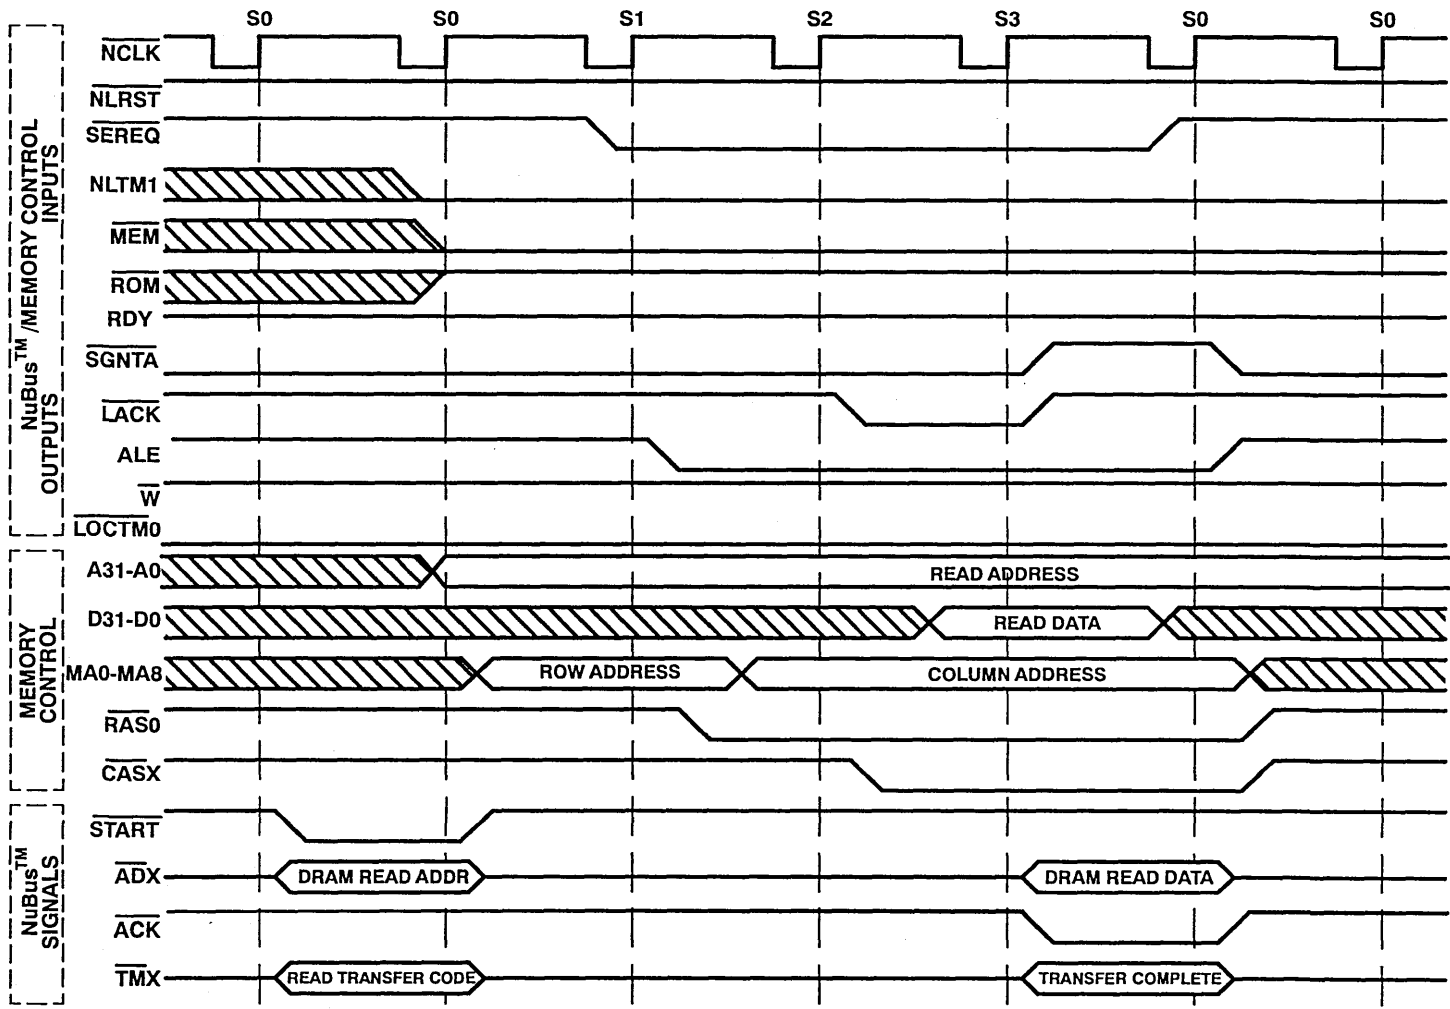 S0 S0 S1 S2 S3 S0 S0
NuBus™/MEMORY CONTROL
INPUTS
OUTPUTS
NCLK
NLRST
SEREQ
NLTM1
MEM
ROM
RDY
SGNTA
LACK
ALE
W
LOCTM0
MEMORY
CONTROL
A31-A0 READ ADDRESS
D31-D0 READ DATA
MA0-MA8 ROW ADDRESS COLUMN ADDRESS
RAS0
CASX
NuBus™
SIGNALS
START
ADX DRAM READ ADDR DRAM READ DATA
ACK
TMX READ TRANSFER CODE TRANSFER COMPLETE